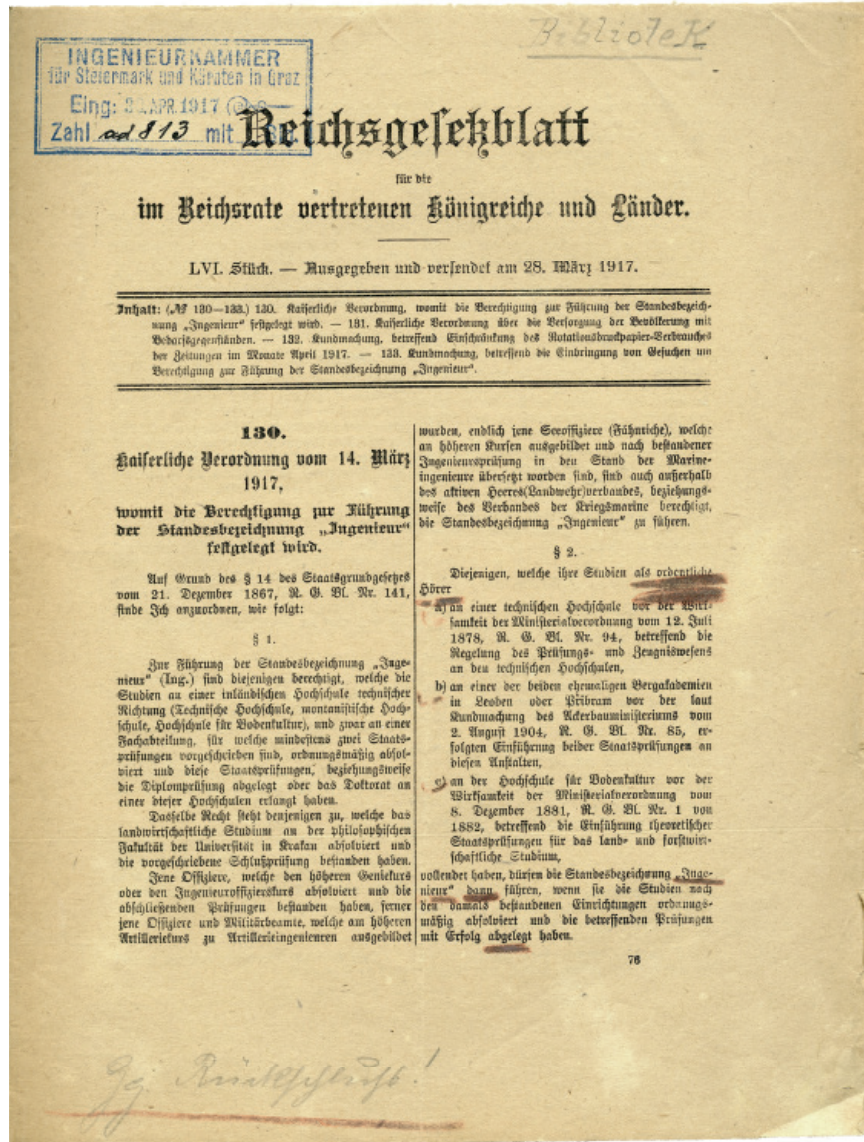 Bibliotek
INGENIEURKAMMER
für Steiermark und Kärnten in Graz
Eing: APR. 1917
Zahl ad 813 mit
Reichsgesetzblatt
für die
im Reichsrate vertretenen Königreiche und Länder.
LVI. Stück. — Ausgegeben und versendet am 28. März 1917.
Inhalt: (№ 130—133.) 130. Kaiserliche Verordnung, womit die Berechtigung zur Führung der Standesbezeich-
nung „Ingenieur“ festgelegt wird. — 131. Kaiserliche Verordnung über die Versorgung der Bevölkerung mit
Bedarfsgegenständen. — 132. Kundmachung, betreffend Einschränkung des Rotationsdruckpapier-Verbrauches
der Zeitungen im Monate April 1917. — 133. Kundmachung, betreffend die Einbringung von Gesuchen um
Berechtigung zur Führung der Standesbezeichnung „Ingenieur“.
130.
Kaiserliche Verordnung vom 14. März
1917,
womit die Berechtigung zur Führung
der Standesbezeichnung „Ingenieur“
festgelegt wird.
Auf Grund des § 14 des Staatsgrundgesetzes
vom 21. Dezember 1867, R. G. Bl. Nr. 141,
finde Ich anzuordnen, wie folgt:
§ 1.
Zur Führung der Standesbezeichnung „Inge-
nieur“ (Ing.) sind diejenigen berechtigt, welche die
Studien an einer inländischen Hochschule technischer
Richtung (Technische Hochschule, montanistische Hoch-
schule, Hochschule für Bodenkultur), und zwar an einer
Fachabteilung, für welche mindestens zwei Staats-
prüfungen vorgeschrieben sind, ordnungsmäßig absol-
viert und diese Staatsprüfungen, beziehungsweise
die Diplomprüfung abgelegt oder das Doktorat an
einer dieser Hochschulen erlangt haben.
Dasselbe Recht steht denjenigen zu, welche das
landwirtschaftliche Studium an der philosophischen
Fakultät der Universität in Krakau absolviert und
die vorgeschriebene Schlußprüfung bestanden haben.
Jene Offiziere, welche den höheren Geniekurs
oder den Ingenieuroffizierskurs absolviert und die
abschließenden Prüfungen bestanden haben, ferner
jene Offiziere und Militärbeamte, welche am höheren
Artilleriekurs zu Artillerieingenieuren ausgebildet
wurden, endlich jene Seeoffiziere (Fähnriche), welche
an höheren Kursen ausgebildet und nach bestandener
Ingenieursprüfung in den Stand der Marine-
ingenieure übersetzt worden sind, sind auch außerhalb
des aktiven Heeres(Landwehr)verbandes, beziehungs-
weise des Verbandes der Kriegsmarine berechtigt,
die Standesbezeichnung „Ingenieur“ zu führen.
§ 2.
Diejenigen, welche ihre Studien als ordentliche
Hörer
a) an einer technischen Hochschule vor der Wirk-
samkeit der Ministerialverordnung vom 12. Juli
1878, R. G. Bl. Nr. 94, betreffend die
Regelung des Prüfungs- und Zeugniswesens
an den technischen Hochschulen,
b) an einer der beiden ehemaligen Bergakademien
in Leoben oder Přibram vor der laut
Kundmachung des Ackerbauministeriums vom
2. August 1904, R. G. Bl. Nr. 85, er-
folgten Einführung beider Staatsprüfungen an
diesen Anstalten,
c) an der Hochschule für Bodenkultur vor der
Wirksamkeit der Ministerialverordnung vom
8. Dezember 1881, R. G. Bl. Nr. 1 von
1882, betreffend die Einführung theoretischer
Staatsprüfungen für das land- und forstwirt-
schaftliche Studium,
vollendet haben, dürfen die Standesbezeichnung „Inge-
nieur“ dann führen, wenn sie die Studien nach
den damals bestandenen Einrichtungen ordnungs-
mäßig absolviert und die betreffenden Prüfungen
mit Erfolg abgelegt haben.
76
Rückschluß!